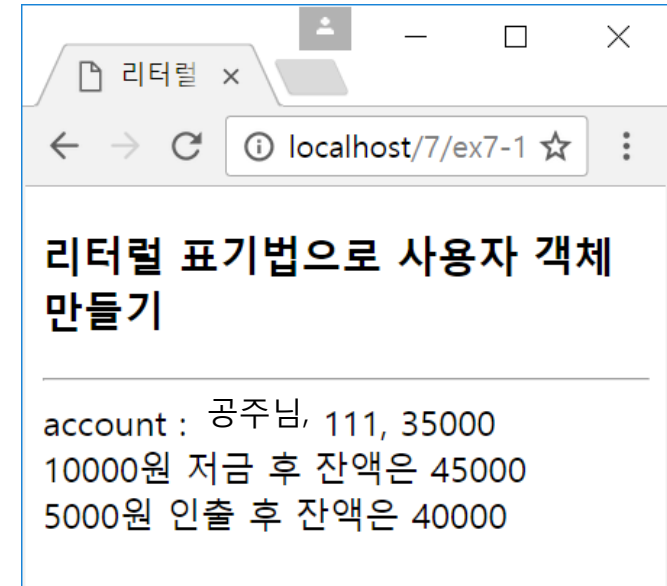 리터럴
localhost/7/ex7-1
리터럴 표기법으로 사용자 객체
만들기
account : 공주님, 111, 35000
10000원 저금 후 잔액은 45000
5000원 인출 후 잔액은 40000